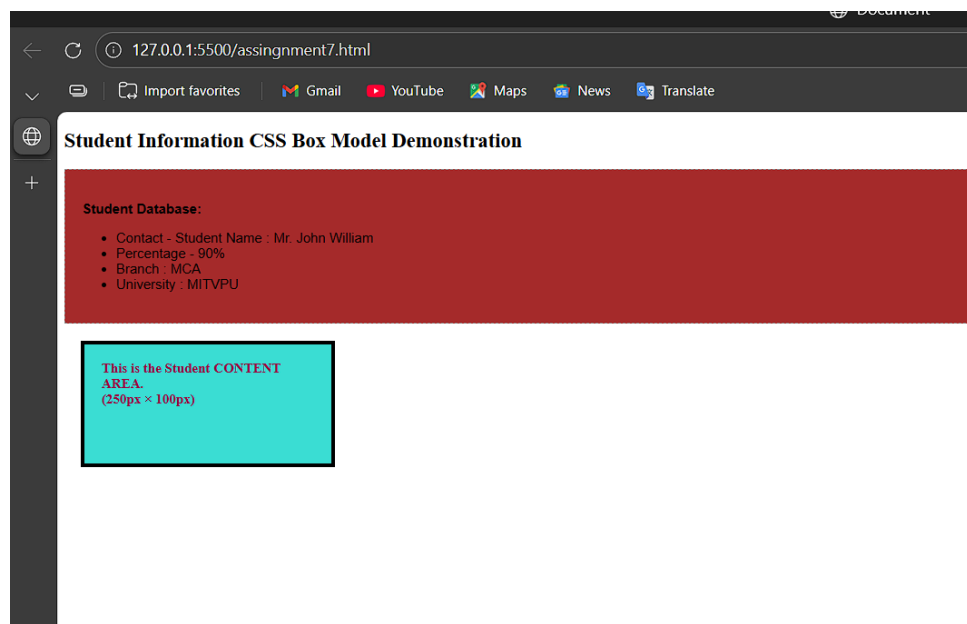 Document
127.0.0.1:5500/assingnment7.html
Import favorites Gmail YouTube Maps News Translate
Student Information CSS Box Model Demonstration
Student Database:
• Contact - Student Name : Mr. John William
• Percentage - 90%
• Branch : MCA
• University : MITVPU
This is the Student CONTENT
AREA.
(250px × 100px)